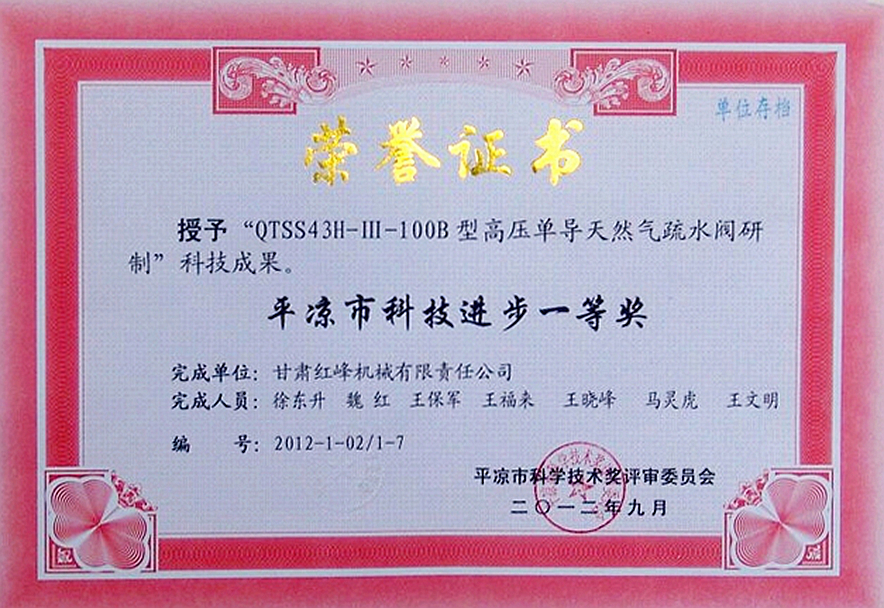 单位存档
荣誉证书
授予“QTSS43H-III-100B型高压单导天然气疏水阀研
制”科技成果。
平凉市科技进步一等奖
完成单位：甘肃红峰机械有限责任公司
完成人员：徐东升 魏 红 王保军 王福来 王晓峰 马灵虎 王文明
编 号：2012-1-02/1-7
平凉市科学技术奖评审委员会
二〇一二年九月